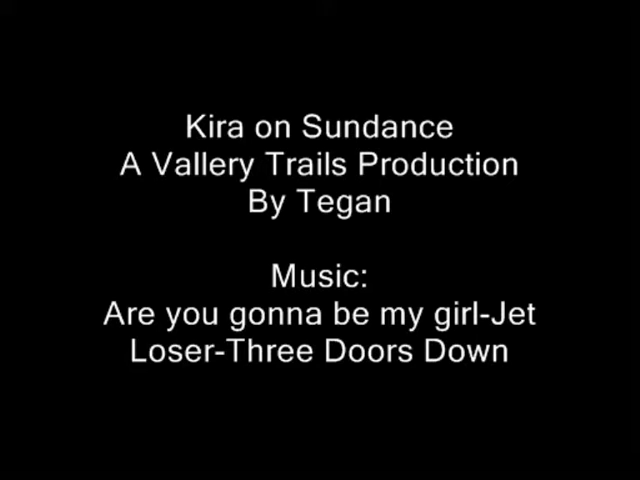 Kira on Sundance
A Vallery Trails Production
By Tegan
Music:
Are you gonna be my girl-Jet
Loser-Three Doors Down